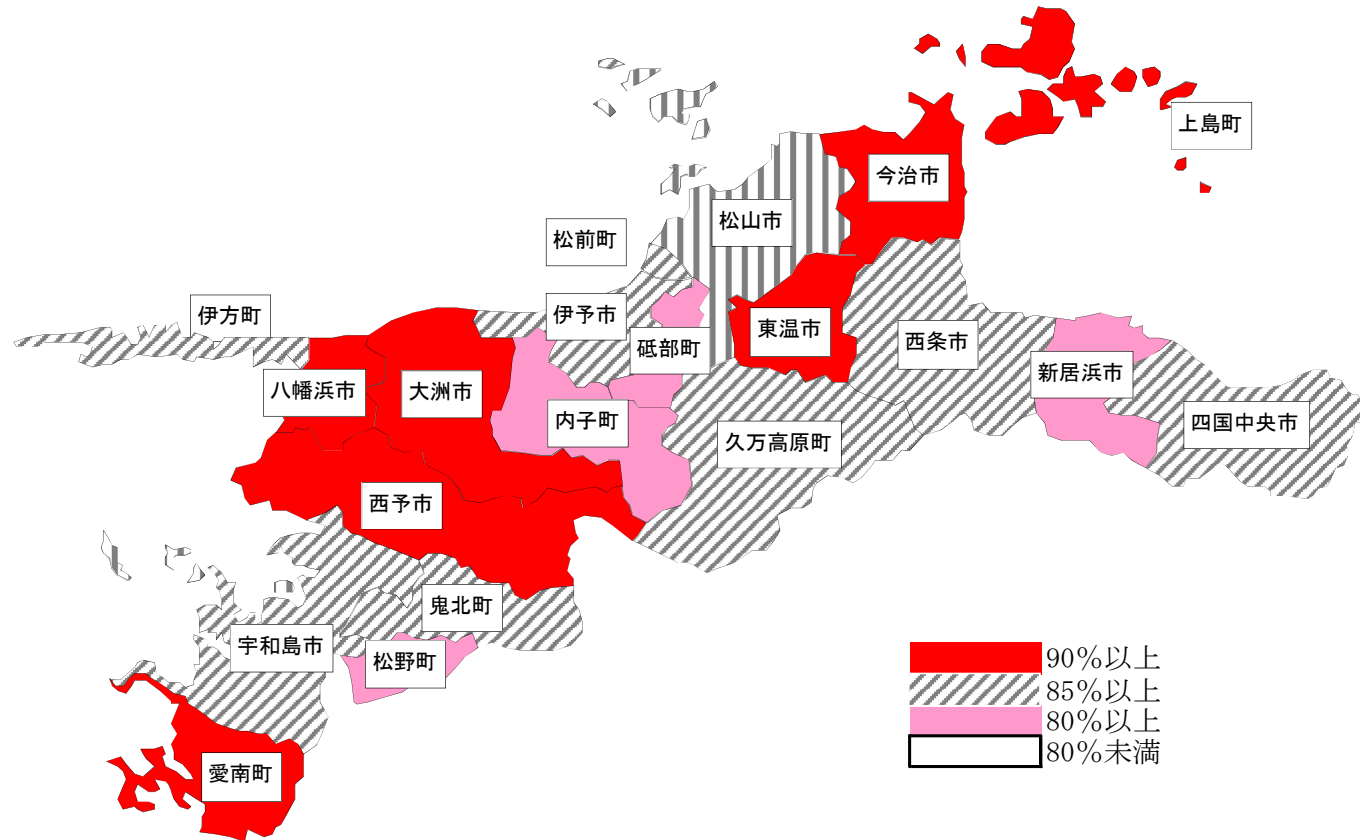 上島町
今治市
松山市
松前町
伊方町
伊予市
東温市
西条市
砥部町
新居浜市
八幡浜市
大洲市
内子町
四国中央市
久万高原町
西予市
鬼北町
宇和島市
松野町
愛南町
90%以上
85%以上
80%以上
80%未満